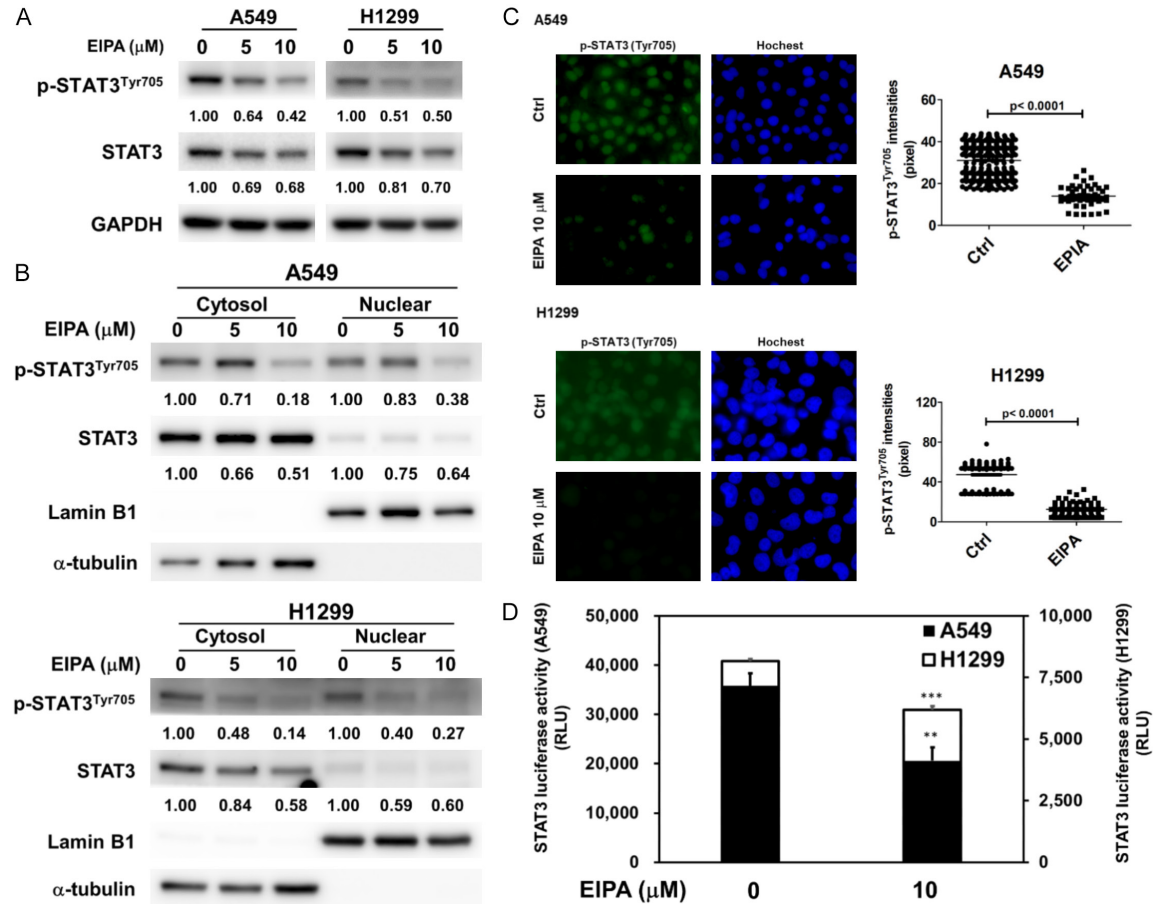 A
A549 H1299
EIPA (μM) 0 5 10 0 5 10
p-STAT3Tyr705
1.00 0.64 0.42 1.00 0.51 0.50
STAT3
1.00 0.69 0.68 1.00 0.81 0.70
GAPDH
B
A549
Cytosol Nuclear
EIPA (μM) 0 5 10 0 5 10
p-STAT3Tyr705
1.00 0.71 0.18 1.00 0.83 0.38
STAT3
1.00 0.66 0.51 1.00 0.75 0.64
Lamin B1
α-tubulin
H1299
Cytosol Nuclear
EIPA (μM) 0 5 10 0 5 10
p-STAT3Tyr705
1.00 0.48 0.14 1.00 0.40 0.27
STAT3
1.00 0.84 0.58 1.00 0.59 0.60
Lamin B1
α-tubulin
C
A549
p-STAT3 (Tyr705) Hochest
Ctrl
EIPA 10 μM
A549
p< 0.0001
p-STAT3Tyr705 intensities
(pixel)
60
40
20
0
Ctrl EPIA
H1299
p-STAT3 (Tyr705) Hochest
Ctrl
EIPA 10 μM
H1299
p< 0.0001
p-STAT3Tyr705 intensities
(pixel)
120
80
40
0
Ctrl EIPA
D
STAT3 luciferase activity (A549)
(RLU)
50,000
40,000
30,000
20,000
10,000
0
A549
H1299
***
**
10,000
7,500
5,000
2,500
0
STAT3 luciferase activity (H1299)
(RLU)
EIPA (μM) 0 10